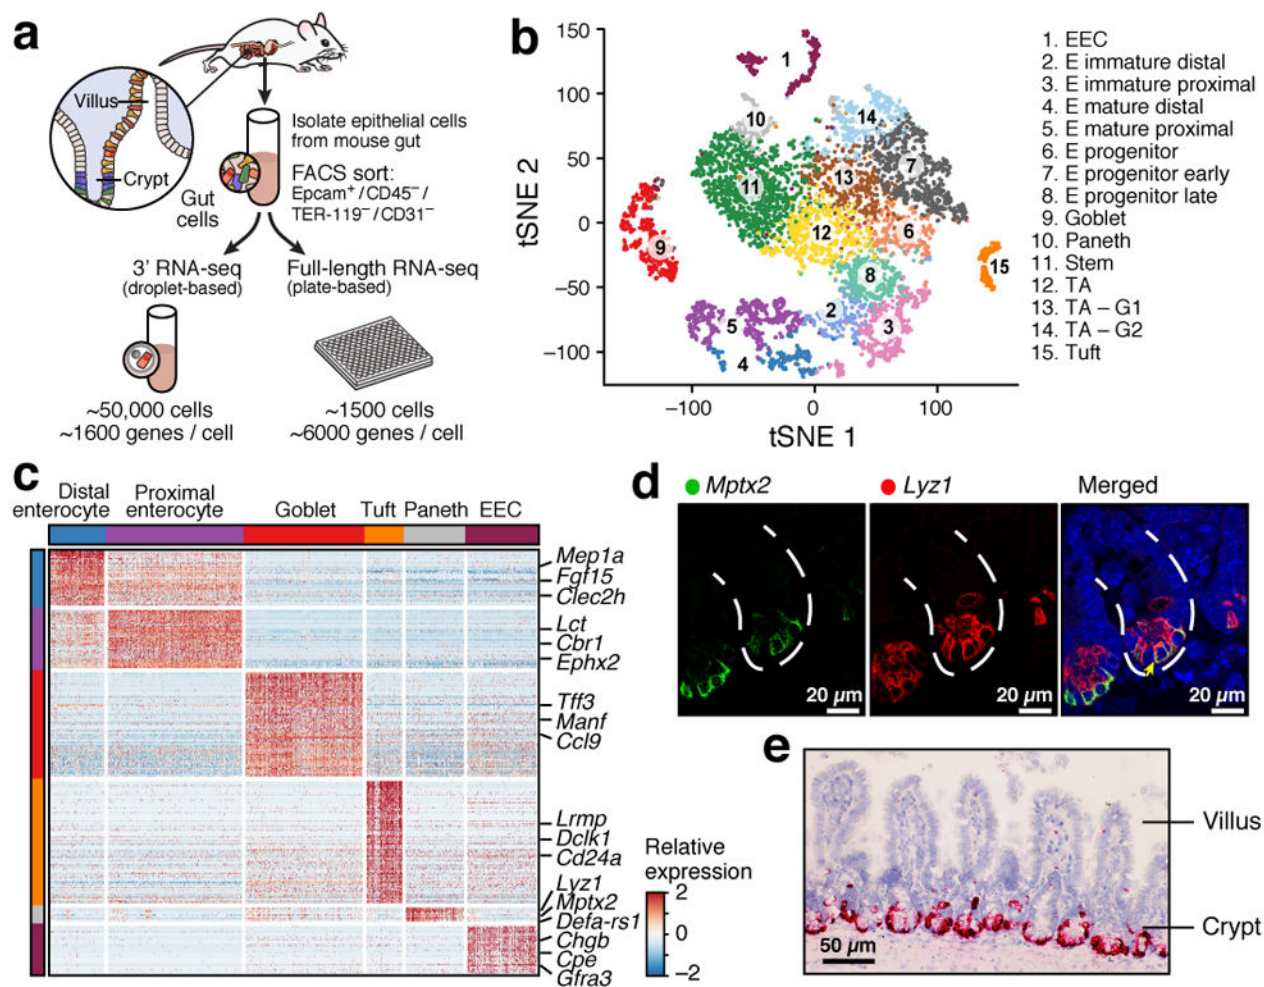 a
Villus
Crypt
Gut
cells
Isolate epithelial cells
from mouse gut
FACS sort:
Epcam⁺/CD45⁻/
TER-119⁻/CD31⁻
3’ RNA-seq
(droplet-based)
Full-length RNA-seq
(plate-based)
~50,000 cells
~1600 genes / cell
~1500 cells
~6000 genes / cell
b
tSNE 2
150
100
50
0
−50
−100
−100
0
100
tSNE 1
1
2
3
4
5
6
7
8
9
10
11
12
13
14
15
1. EEC
2. E immature distal
3. E immature proximal
4. E mature distal
5. E mature proximal
6. E progenitor
7. E progenitor early
8. E progenitor late
9. Goblet
10. Paneth
11. Stem
12. TA
13. TA – G1
14. TA – G2
15. Tuft
c
Distal
enterocyte
Proximal
enterocyte
Goblet
Tuft
Paneth
EEC
Mep1a
Fgf15
Clec2h
Lct
Cbr1
Ephx2
Tff3
Manf
Ccl9
Lrmp
Dclk1
Cd24a
Lyz1
Mptx2
Defa-rs1
Chgb
Cpe
Gfra3
Relative
expression
2
0
−2
d
Mptx2
Lyz1
Merged
20 µm
20 µm
20 µm
e
Villus
Crypt
50 µm